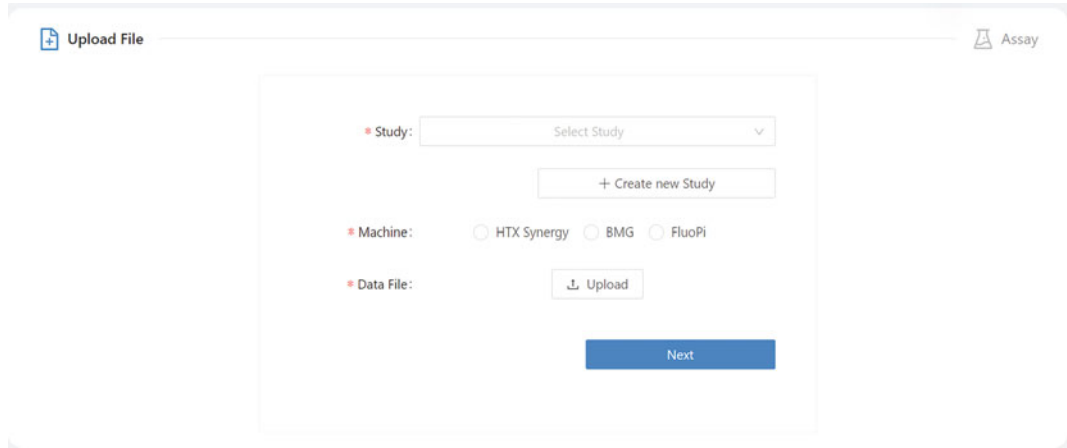 Upload File
Assay
* Study: Select Study
+ Create new Study
* Machine: HTX Synergy BMG FluoPi
* Data File: Upload
Next